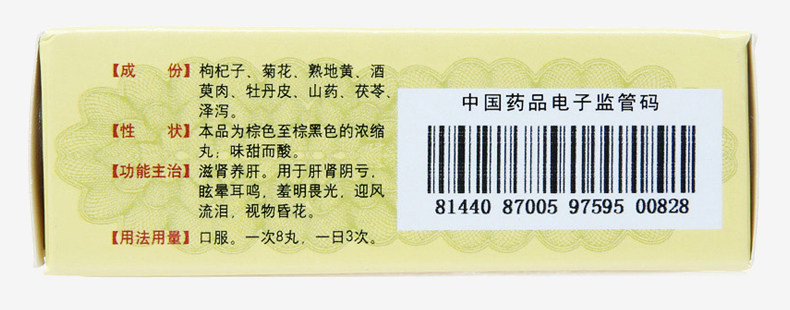 【成 份】枸杞子、菊花、熟地黄、酒
萸肉、牡丹皮、山药、茯苓、
泽泻。
【性 状】本品为棕色至棕黑色的浓缩
丸；味甜而酸。
【功能主治】滋肾养肝。用于肝肾阴亏，
眩晕耳鸣，羞明畏光，迎风
流泪，视物昏花。
【用法用量】口服。一次8丸，一日3次。
中国药品电子监管码
81440 87005 97595 00828